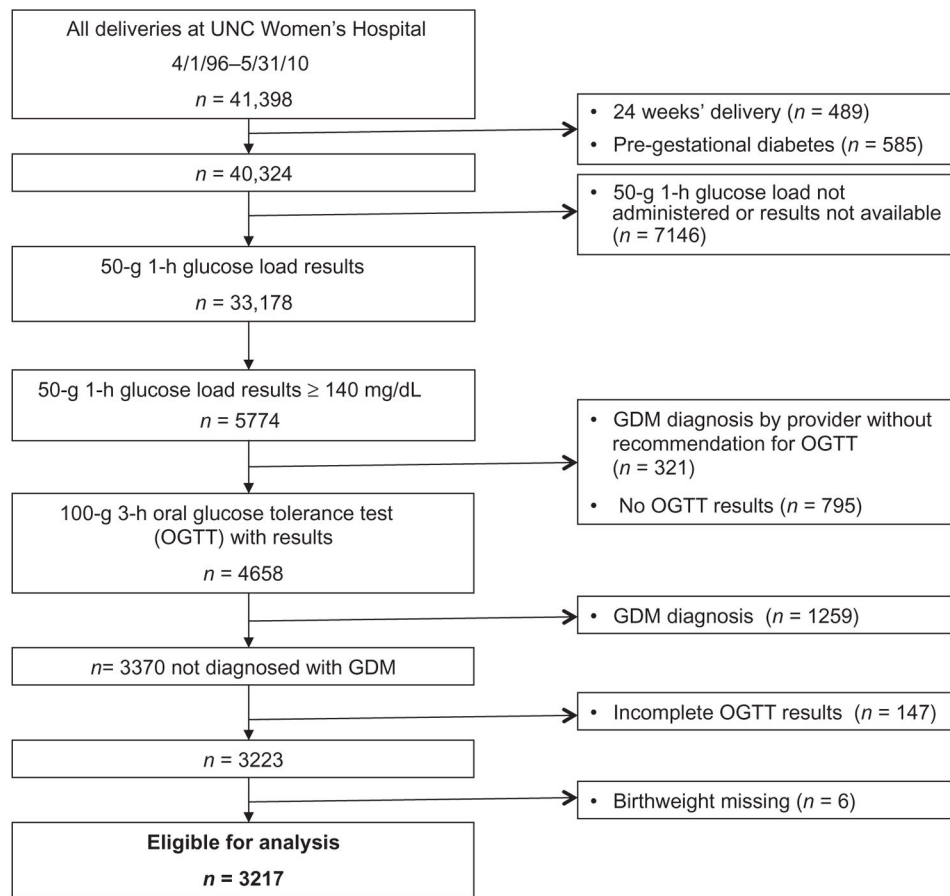 All deliveries at UNC Women's Hospital
4/1/96–5/31/10
n = 41,398
• 24 weeks' delivery (n = 489)
• Pre-gestational diabetes (n = 585)
n = 40,324
• 50-g 1-h glucose load not
administered or results not available
(n = 7146)
50-g 1-h glucose load results
n = 33,178
50-g 1-h glucose load results ≥ 140 mg/dL
n = 5774
• GDM diagnosis by provider without
recommendation for OGTT
(n = 321)
• No OGTT results (n = 795)
100-g 3-h oral glucose tolerance test
(OGTT) with results
n = 4658
• GDM diagnosis (n = 1259)
n= 3370 not diagnosed with GDM
• Incomplete OGTT results (n = 147)
n = 3223
• Birthweight missing (n = 6)
Eligible for analysis
n = 3217